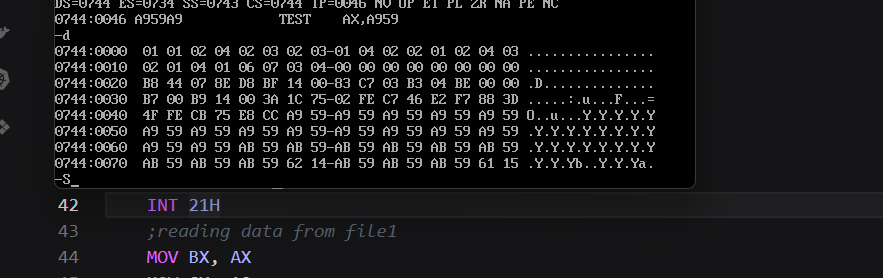 DS=0744 ES=0734 SS=0743 CS=0744 IP=0046 NV UP EI PL ZR NA PE NC
0744:0046 A959A9 TEST AX,A959
-d
0744:0000 01 01 02 04 02 03 02 03-01 04 02 02 01 02 04 03 ................
0744:0010 02 01 04 01 06 07 03 04-00 00 00 00 00 00 00 00 ................
0744:0020 B8 44 07 8E D8 BF 14 00-83 C7 03 B3 04 BE 00 00 .D..............
0744:0030 B7 00 B9 14 00 3A 1C 75-02 FE C7 46 E2 F7 88 3D .....:.u...F...=
0744:0040 4F FE CB 75 E8 CC A9 59-A9 59 A9 59 A9 59 A9 59 O..u...Y.Y.Y.Y.Y
0744:0050 A9 59 A9 59 A9 59 A9 59-A9 59 A9 59 A9 59 A9 59 .Y.Y.Y.Y.Y.Y.Y.Y
0744:0060 A9 59 A9 59 AB 59 AB 59-AB 59 AB 59 AB 59 AB 59 .Y.Y.Y.Y.Y.Y.Y.Y
0744:0070 AB 59 AB 59 AB 59 62 14-AB 59 AB 59 AB 59 61 15 .Y.Y.Yb..Y.Y.Ya.
-S_
42 INT 21H
43 ;reading data from file1
44 MOV BX, AX